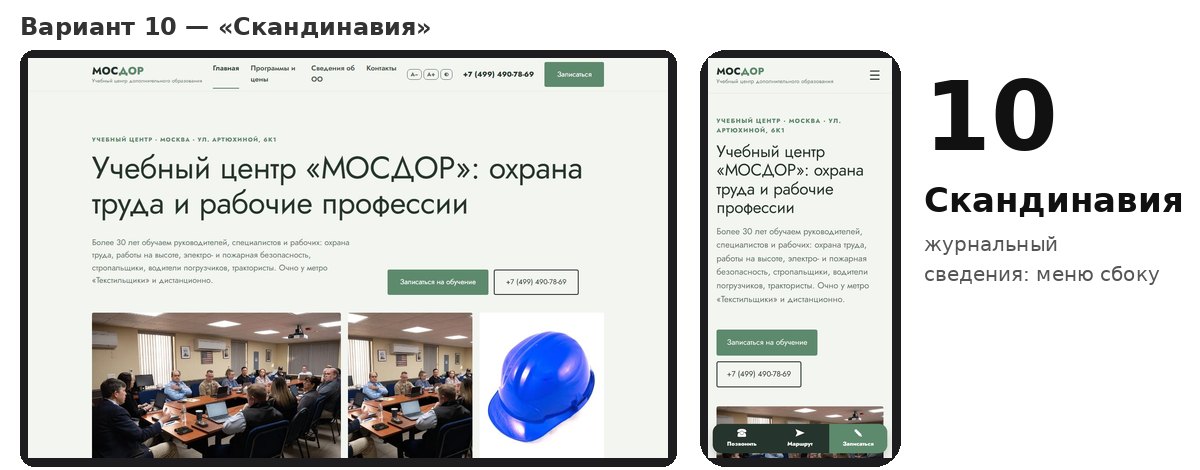 Вариант 10 — «Скандинавия»
МОСДОР
Учебный центр дополнительного образования
Главная
Программы и
цены
Сведения об
ОО
Контакты
A−
A+
+7 (499) 490-78-69
Записаться
УЧЕБНЫЙ ЦЕНТР · МОСКВА · УЛ. АРТЮХИНОЙ, 6К1
Учебный центр «МОСДОР»: охрана
труда и рабочие профессии
Более 30 лет обучаем руководителей, специалистов и рабочих: охрана
труда, работы на высоте, электро- и пожарная безопасность,
стропальщики, водители погрузчиков, трактористы. Очно у метро
«Текстильщики» и дистанционно.
Записаться на обучение
+7 (499) 490-78-69
МОСДОР
Учебный центр дополнительного образования
УЧЕБНЫЙ ЦЕНТР · МОСКВА · УЛ.
АРТЮХИНОЙ, 6К1
Учебный центр
«МОСДОР»: охрана
труда и рабочие
профессии
Более 30 лет обучаем руководителей,
специалистов и рабочих: охрана труда,
работы на высоте, электро- и пожарная
безопасность, стропальщики, водители
погрузчиков, трактористы. Очно у метро
«Текстильщики» и дистанционно.
Записаться на обучение
+7 (499) 490-78-69
Позвонить
Маршрут
Записаться
10
Скандинавия
журнальный
сведения: меню сбоку